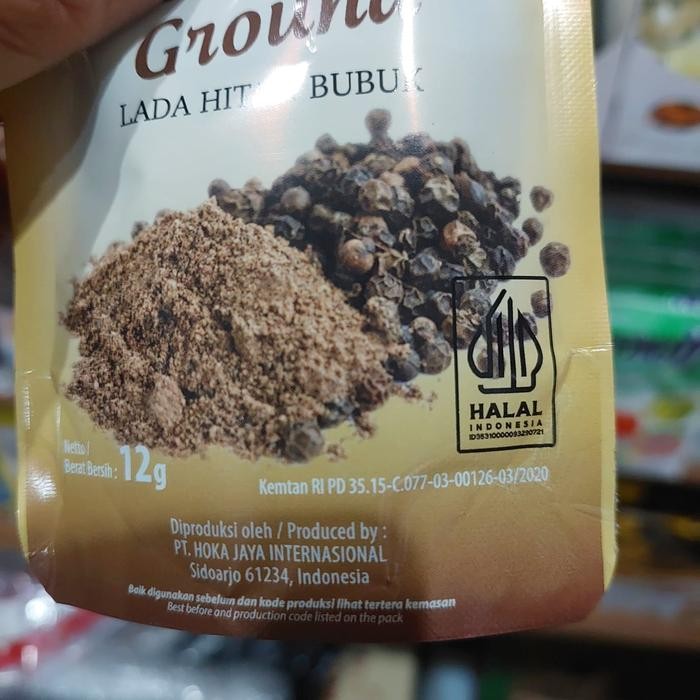 Ground
LADA HITAM BUBUK
HALAL
INDONESIA
ID35310000093290721
Netto /
Berat Bersih : 12g
Kemtan RI PD 35.15-C.077-03-00126-03/2020
Diproduksi oleh / Produced by :
PT. HOKA JAYA INTERNASIONAL
Sidoarjo 61234, Indonesia
Baik digunakan sebelum dan kode produksi lihat tertera kemasan
Best before and production code listed on the pack